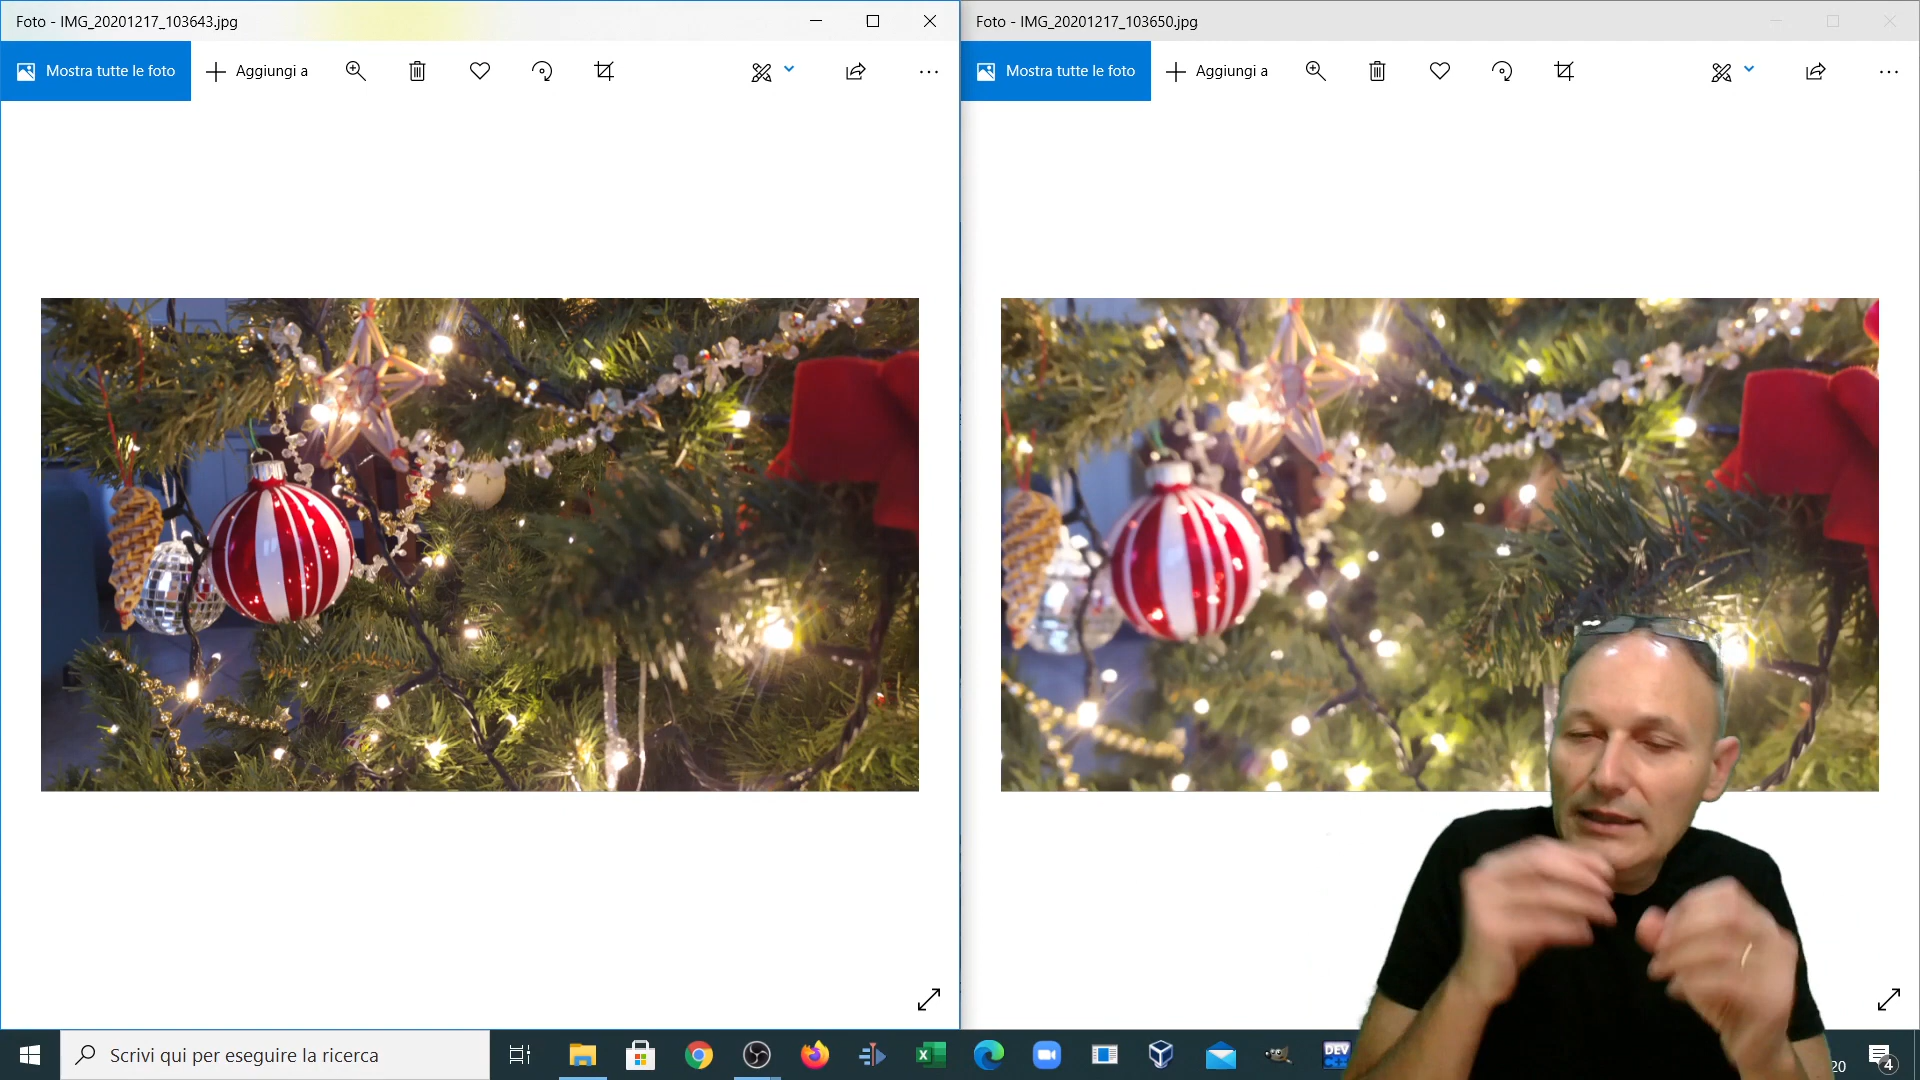 Foto - IMG_20201217_103643.jpg
Mostra tutte le foto
Aggiungi a
Foto - IMG_20201217_103650.jpg
Mostra tutte le foto
Aggiungi a
Scrivi qui per eseguire la ricerca
DEV
20
4